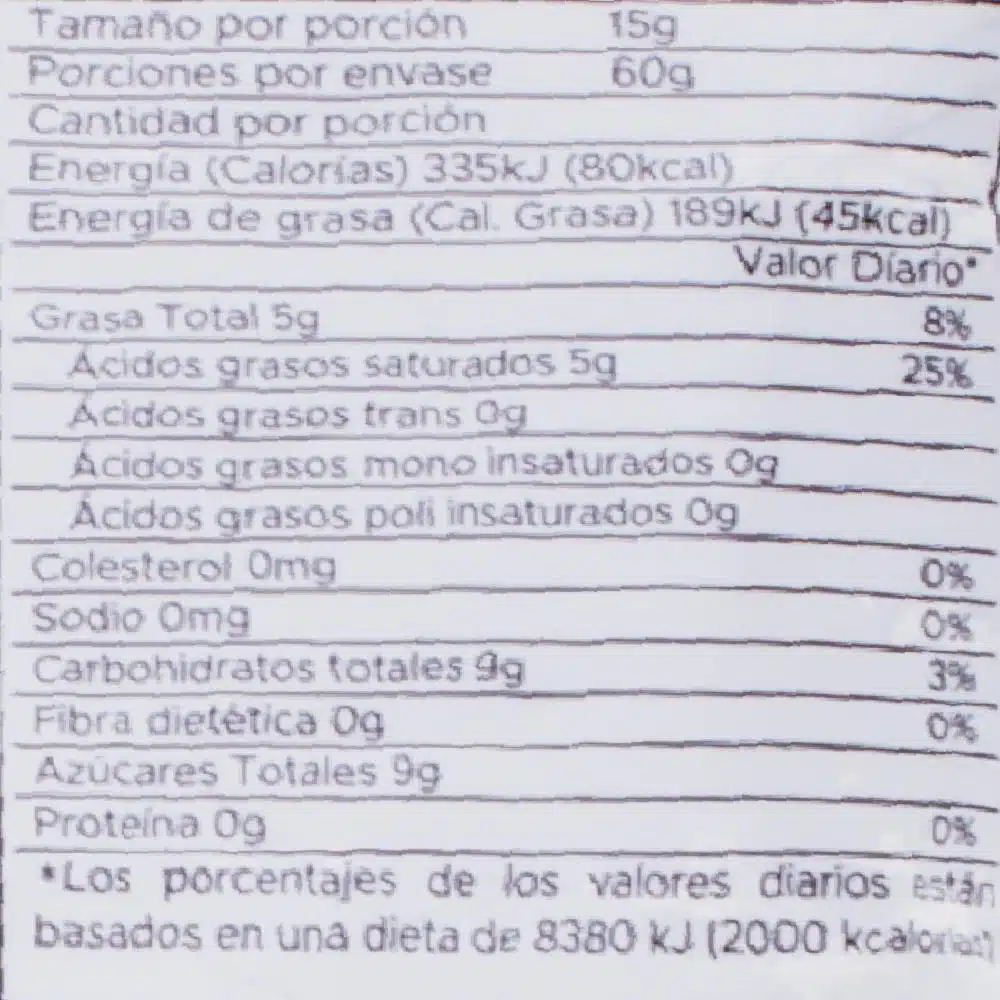 Tamaño por porción 15g
Porciones por envase 60g
Cantidad por porción
Energía (Calorías) 335kJ (80kcal)
Energía de grasa (Cal. Grasa) 189kJ (45kcal)
Valor Diario*
Grasa Total 5g 8%
Ácidos grasos saturados 5g 25%
Ácidos grasos trans 0g
Ácidos grasos mono insaturados 0g
Ácidos grasos poli insaturados 0g
Colesterol 0mg 0%
Sodio 0mg 0%
Carbohidratos totales 9g 3%
Fibra dietética 0g 0%
Azúcares Totales 9g
Proteína 0g 0%
*Los porcentajes de los valores diarios están
basados en una dieta de 8380 kJ (2000 kcalorias)